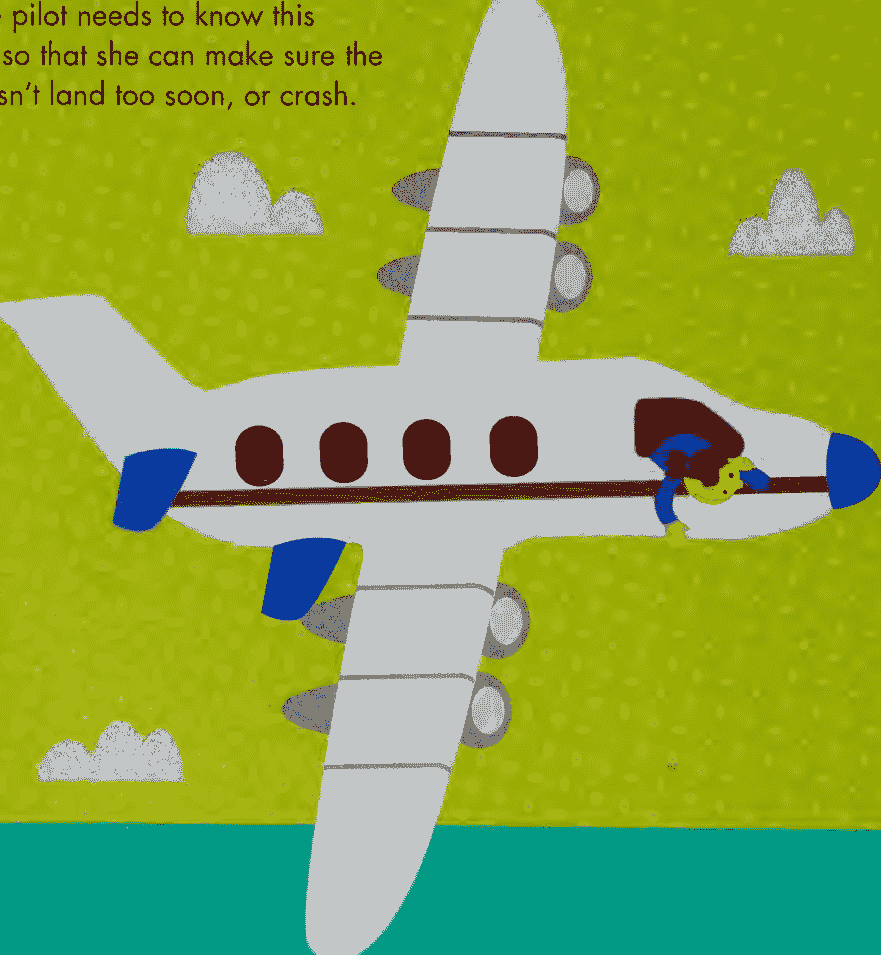 pilot needs to know this
so that she can make sure the
sn't land too soon, or crash.